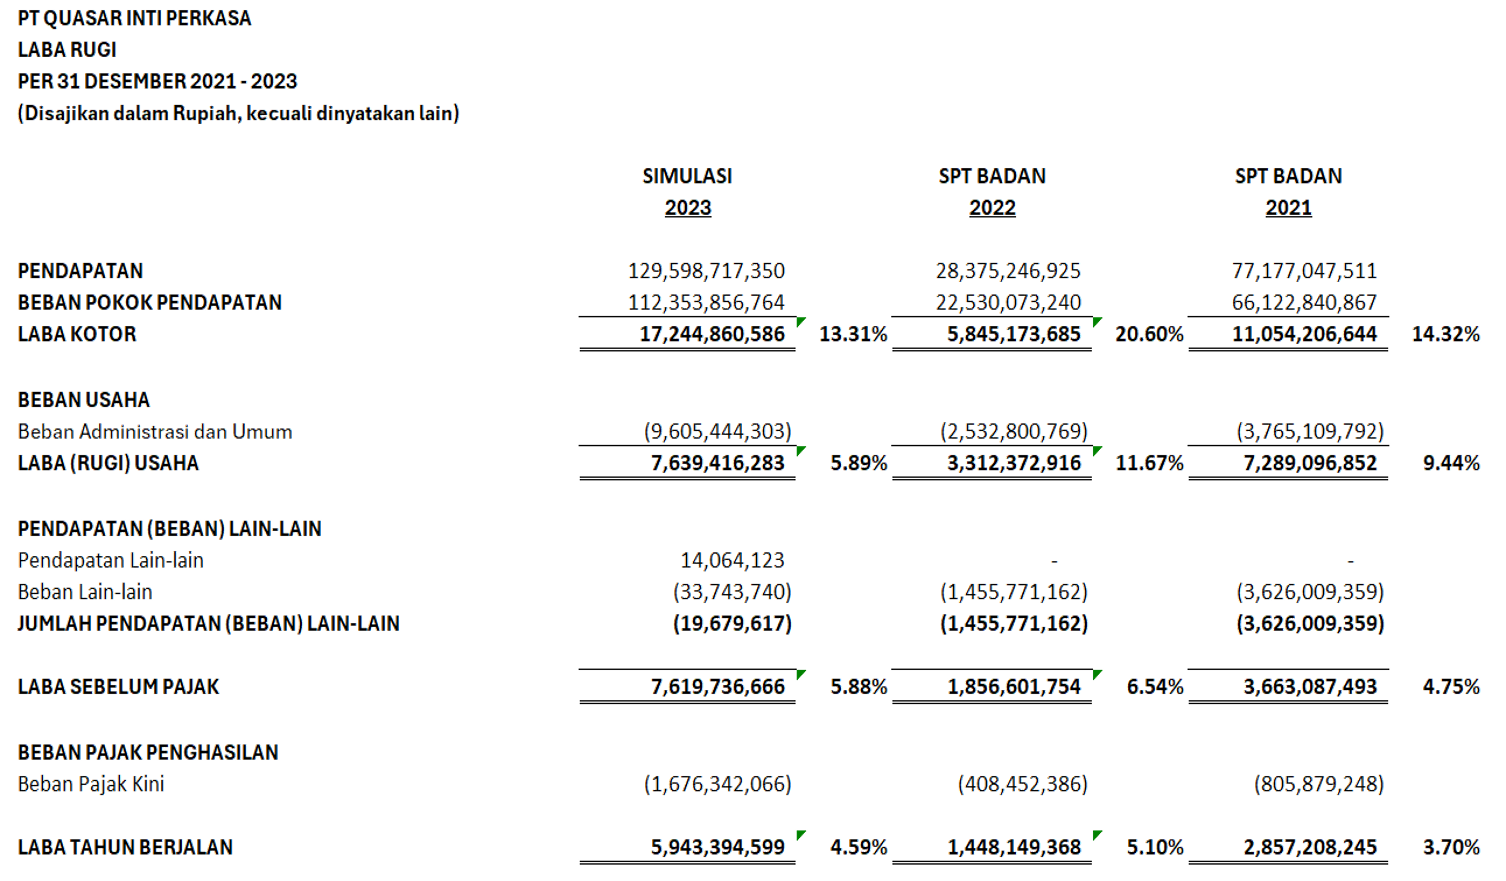 PT QUASAR INTI PERKASA
LABA RUGI
PER 31 DESEMBER 2021 - 2023
(Disajikan dalam Rupiah, kecuali dinyatakan lain)
SIMULASI SPT BADAN SPT BADAN
2023 2022 2021
PENDAPATAN 129,598,717,350 28,375,246,925 77,177,047,511
BEBAN POKOK PENDAPATAN 112,353,856,764 22,530,073,240 66,122,840,867
LABA KOTOR 17,244,860,586 13.31% 5,845,173,685 20.60% 11,054,206,644 14.32%
BEBAN USAHA
Beban Administrasi dan Umum (9,605,444,303) (2,532,800,769) (3,765,109,792)
LABA (RUGI) USAHA 7,639,416,283 5.89% 3,312,372,916 11.67% 7,289,096,852 9.44%
PENDAPATAN (BEBAN) LAIN-LAIN
Pendapatan Lain-lain 14,064,123 - -
Beban Lain-lain (33,743,740) (1,455,771,162) (3,626,009,359)
JUMLAH PENDAPATAN (BEBAN) LAIN-LAIN (19,679,617) (1,455,771,162) (3,626,009,359)
LABA SEBELUM PAJAK 7,619,736,666 5.88% 1,856,601,754 6.54% 3,663,087,493 4.75%
BEBAN PAJAK PENGHASILAN
Beban Pajak Kini (1,676,342,066) (408,452,386) (805,879,248)
LABA TAHUN BERJALAN 5,943,394,599 4.59% 1,448,149,368 5.10% 2,857,208,245 3.70%